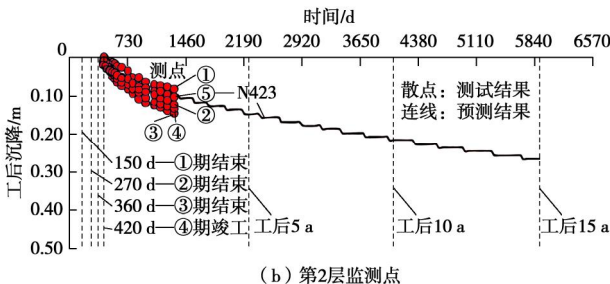 时间/d
0 730 1460 2190 2920 3650 4380 5110 5840 6570
工后沉降/m
0.10
0.20
0.30
0.40
0.50
测点 ①
⑤ N423
②
③ ④
散点：测试结果
连线：预测结果
150 d—①期结束
270 d—②期结束
360 d—③期结束
420 d—④期竣工
工后5 a 工后10 a 工后15 a
（b）第2层监测点